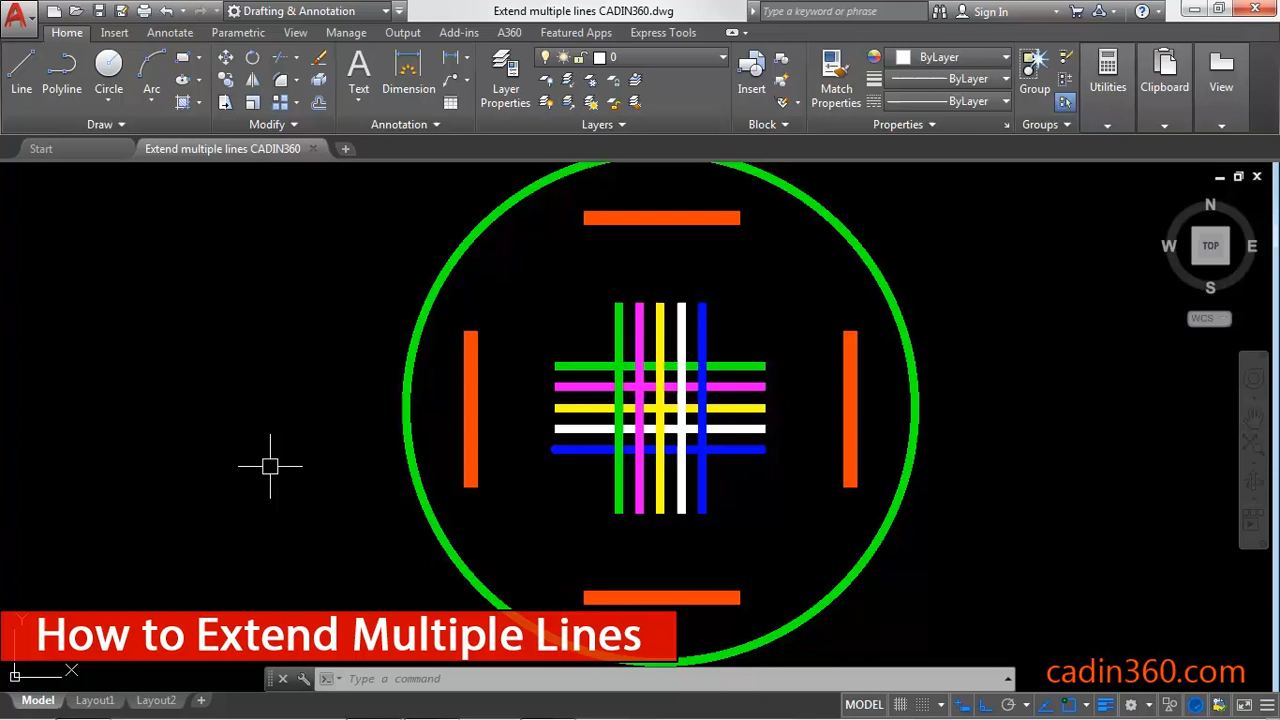 A
Drafting & Annotation
Extend multiple lines CADIN360.dwg
Type a keyword or phrase
Sign In
Home Insert Annotate Parametric View Manage Output Add-ins A360 Featured Apps Express Tools
0
ByLayer
ByLayer
ByLayer
Line Polyline Circle Arc
A
Text Dimension
Layer
Properties
Insert
Match
Properties
Group
Utilities Clipboard View
Draw Modify Annotation Layers Block Properties Groups
Start
Extend multiple lines CADIN360
N
W TOP E
S
WCS
How to Extend Multiple Lines
Y
X
Type a command
cadin360.com
Model Layout1 Layout2 +
MODEL